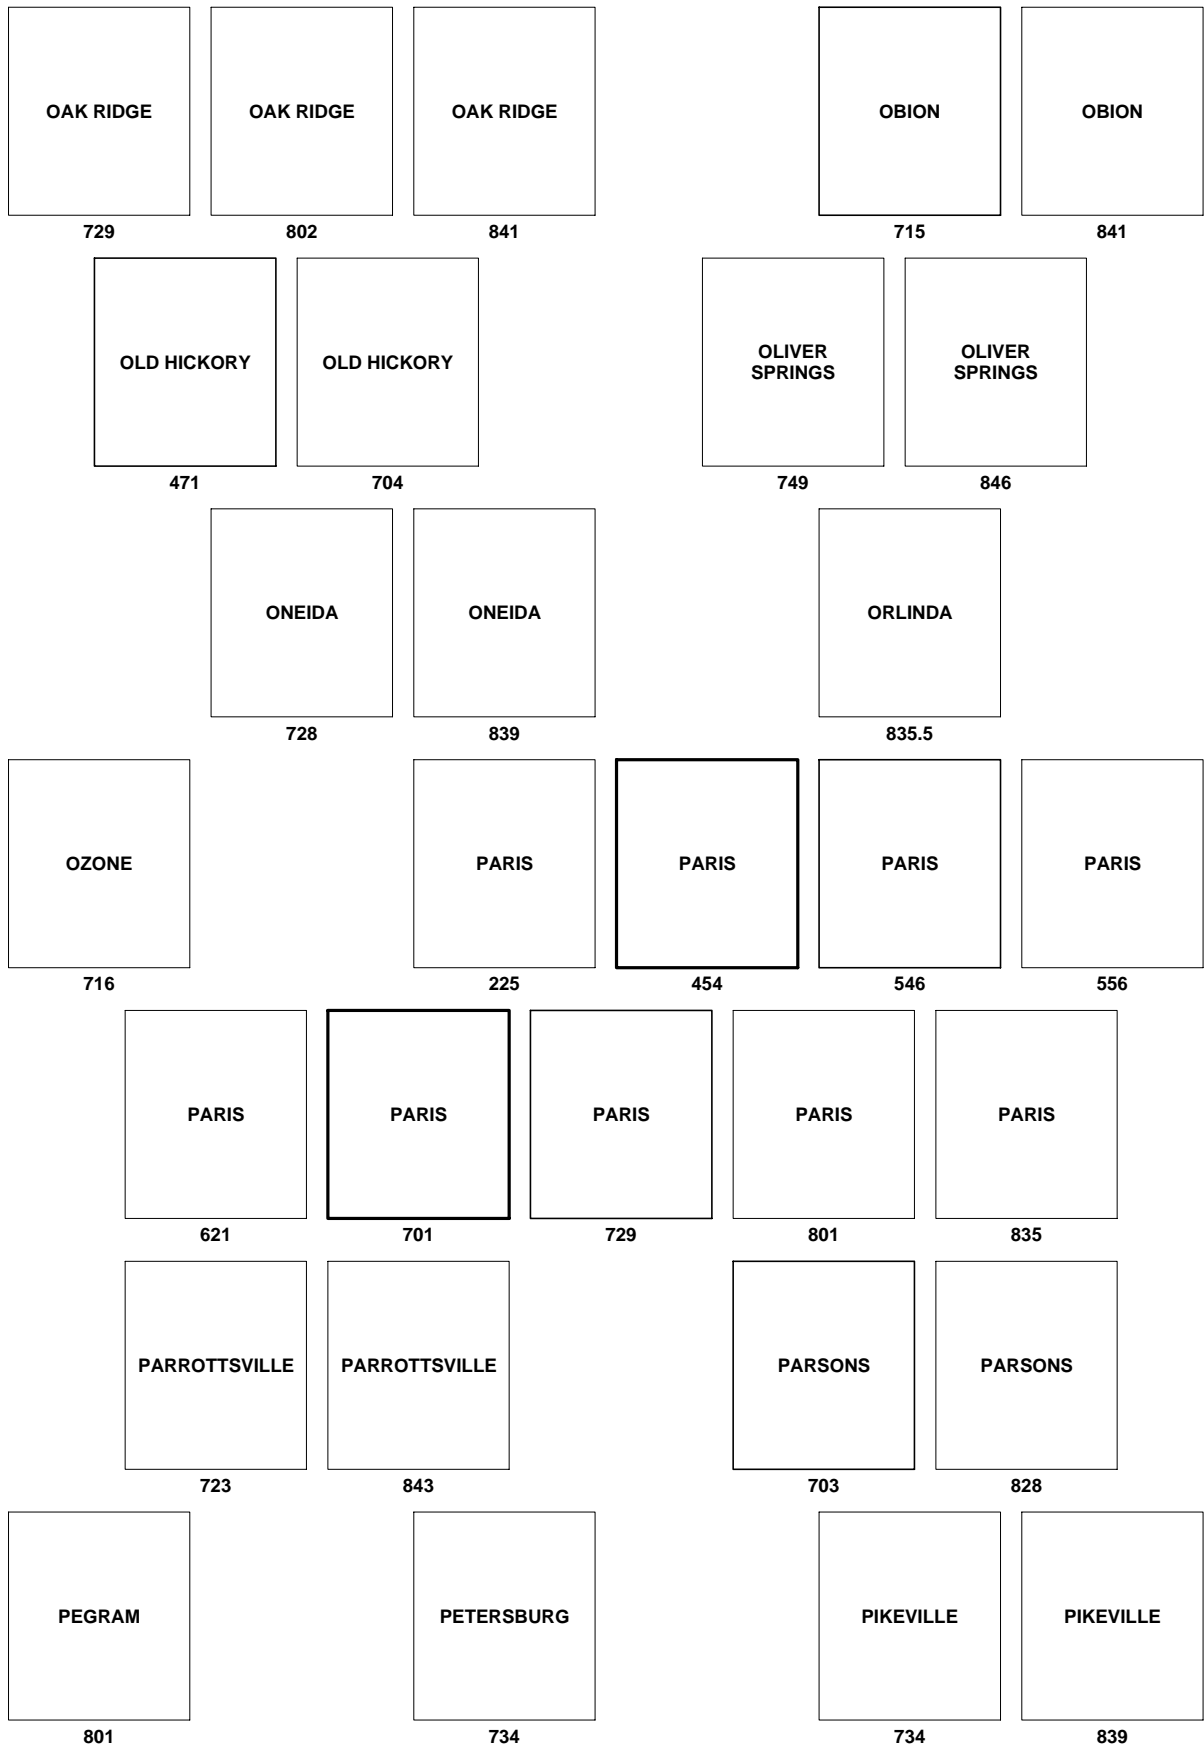 OAK RIDGE OAK RIDGE OAK RIDGE OBION OBION
729 802 841 715 841
OLD HICKORY OLD HICKORY OLIVER SPRINGS OLIVER SPRINGS
471 704 749 846
ONEIDA ONEIDA ORLINDA
728 839 835.5
OZONE PARIS PARIS PARIS PARIS
716 225 454 546 556
PARIS PARIS PARIS PARIS PARIS
621 701 729 801 835
PARROTTSVILLE PARROTTSVILLE PARSONS PARSONS
723 843 703 828
PEGRAM PETERSBURG PIKEVILLE PIKEVILLE
801 734 734 839